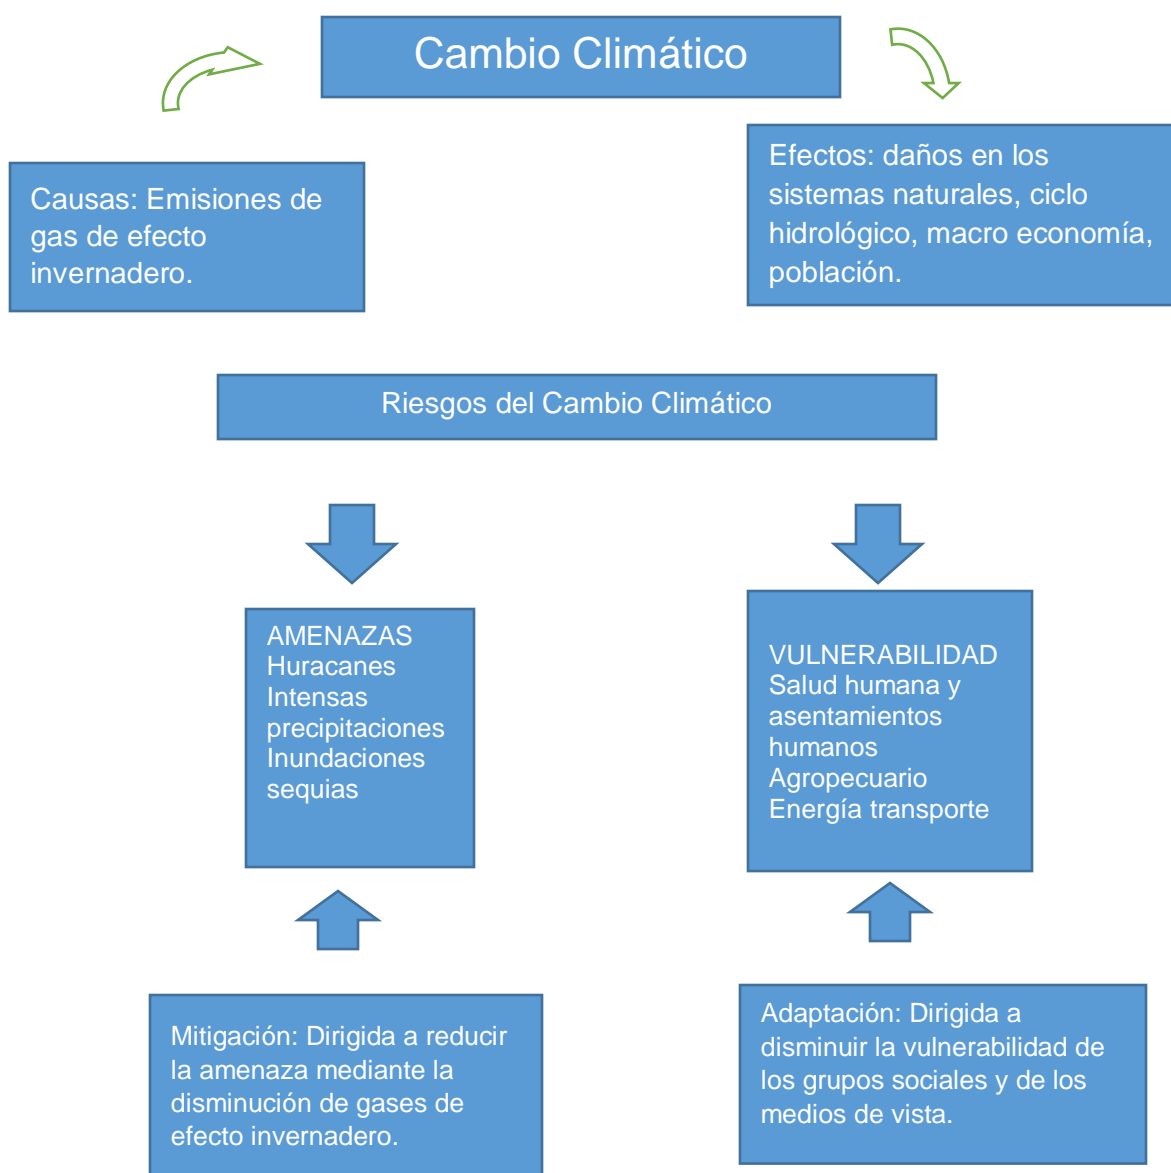 Cambio Climático
Causas: Emisiones de
gas de efecto
invernadero.
Efectos: daños en los
sistemas naturales, ciclo
hidrológico, macro economía,
población.
Riesgos del Cambio Climático
AMENAZAS
Huracanes
Intensas
precipitaciones
Inundaciones
sequias
VULNERABILIDAD
Salud humana y
asentamientos
humanos
Agropecuario
Energía transporte
Mitigación: Dirigida a reducir
la amenaza mediante la
disminución de gases de
efecto invernadero.
Adaptación: Dirigida a
disminuir la vulnerabilidad de
los grupos sociales y de los
medios de vista.